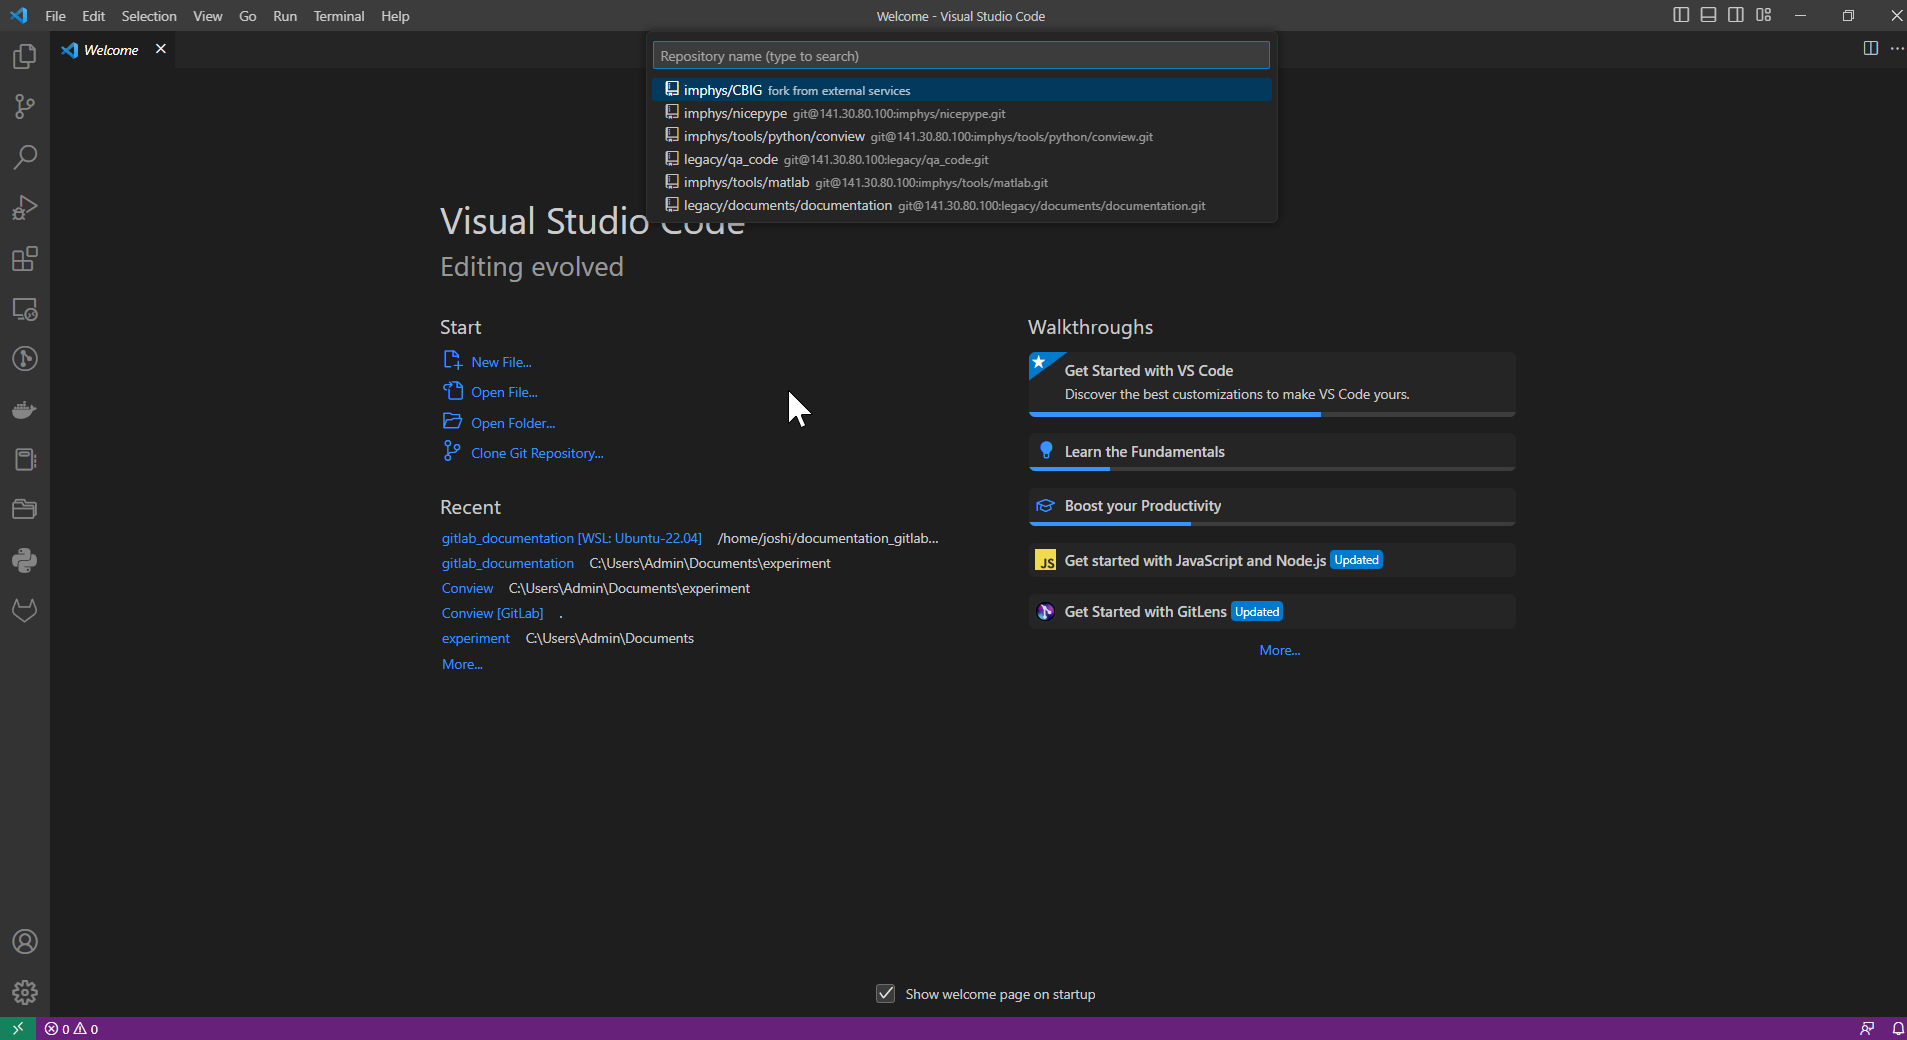 File Edit Selection View Go Run Terminal Help
Welcome - Visual Studio Code
Welcome
Repository name (type to search)
imphys/CBIG fork from external services
imphys/nicepype git@141.30.80.100:imphys/nicepype.git
imphys/tools/python/conview git@141.30.80.100:imphys/tools/python/conview.git
legacy/qa_code git@141.30.80.100:legacy/qa_code.git
imphys/tools/matlab git@141.30.80.100:imphys/tools/matlab.git
legacy/documents/documentation git@141.30.80.100:legacy/documents/documentation.git
Visual Studio Code
Editing evolved
Start
New File...
Open File...
Open Folder...
Clone Git Repository...
Recent
gitlab_documentation [WSL: Ubuntu-22.04] /home/joshi/documentation_gitlab...
gitlab_documentation C:\Users\Admin\Documents\experiment
Conview C:\Users\Admin\Documents\experiment
Conview [GitLab] .
experiment C:\Users\Admin\Documents
More...
Walkthroughs
Get Started with VS Code
Discover the best customizations to make VS Code yours.
Learn the Fundamentals
Boost your Productivity
JS Get started with JavaScript and Node.js Updated
Get Started with GitLens Updated
More...
Show welcome page on startup
0 0